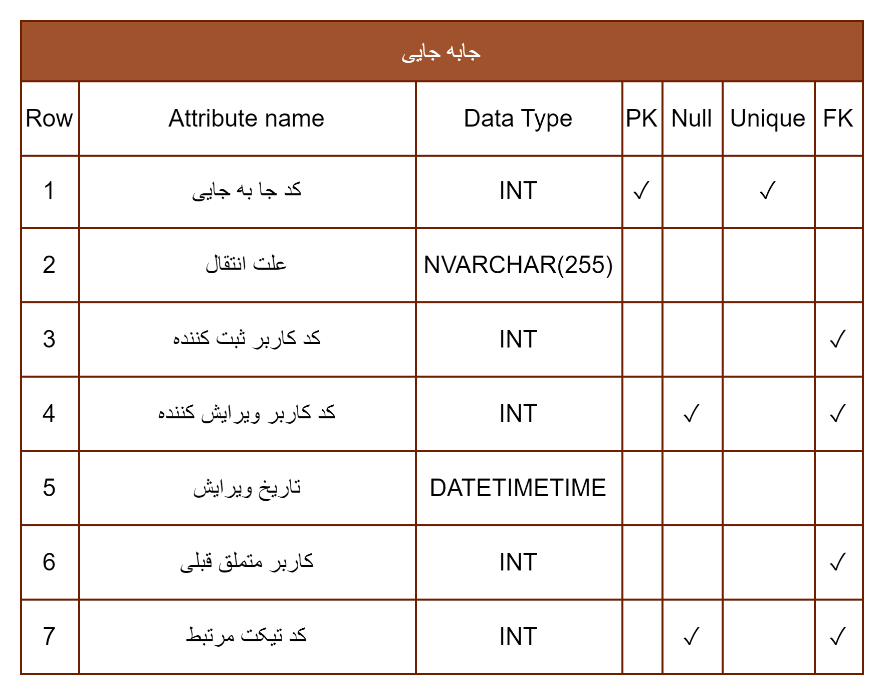 جابه جایی
Row Attribute name Data Type PK Null Unique FK
1 کد جا به جایی INT ✓ ✓
2 علت انتقال NVARCHAR(255)
3 کد کاربر ثبت کننده INT ✓
4 کد کاربر ویرایش کننده INT ✓ ✓
5 تاریخ ویرایش DATETIMETIME
6 کاربر متملق قبلی INT ✓
7 کد تیکت مرتبط INT ✓ ✓